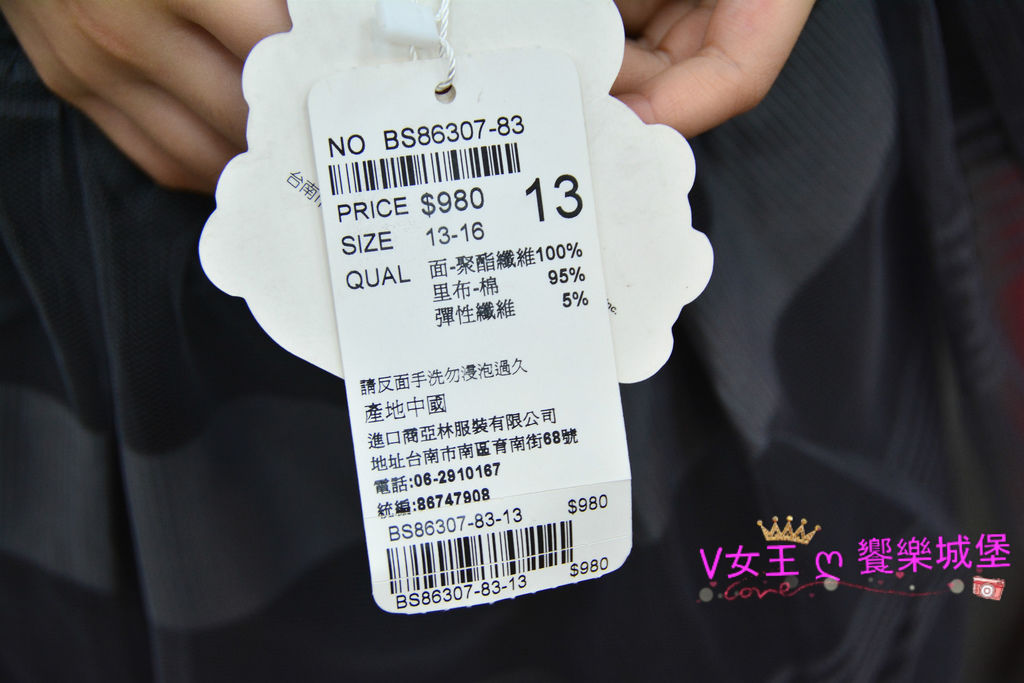 NO BS86307-83
PRICE $980
13
SIZE 13-16
QUAL 面-聚酯纖維100%
里布-棉 95%
彈性纖維 5%
請反面手洗勿浸泡過久
產地中國
進口商亞林服裝有限公司
地址台南市南區育南街68號
電話:06-2910167
統編:86747908
BS86307-83-13 $980
BS86307-83-13 $980
台南
V女王 ღ 饗樂城堡
Love